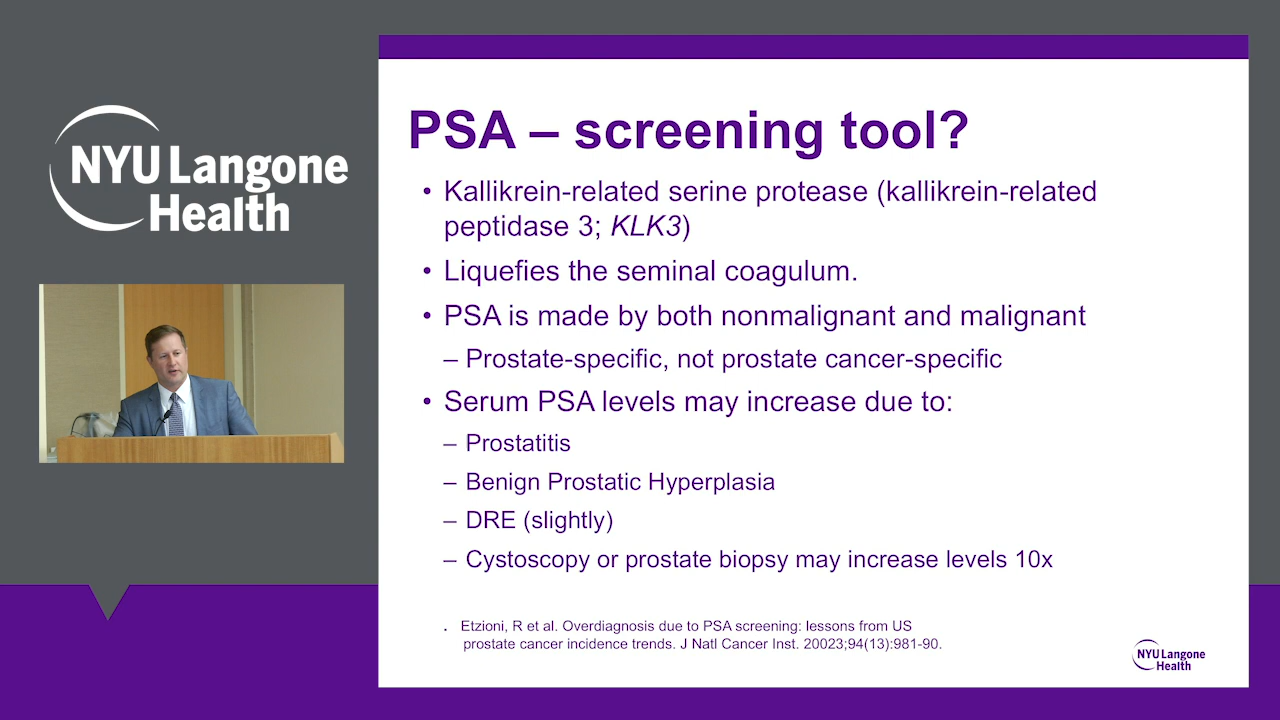 NYU Langone
Health
PSA – screening tool?
• Kallikrein-related serine protease (kallikrein-related
peptidase 3; KLK3)
• Liquefies the seminal coagulum.
• PSA is made by both nonmalignant and malignant
– Prostate-specific, not prostate cancer-specific
• Serum PSA levels may increase due to:
– Prostatitis
– Benign Prostatic Hyperplasia
– DRE (slightly)
– Cystoscopy or prostate biopsy may increase levels 10x
. Etzioni, R et al. Overdiagnosis due to PSA screening: lessons from US
prostate cancer incidence trends. J Natl Cancer Inst. 20023;94(13):981-90.
NYU Langone
Health